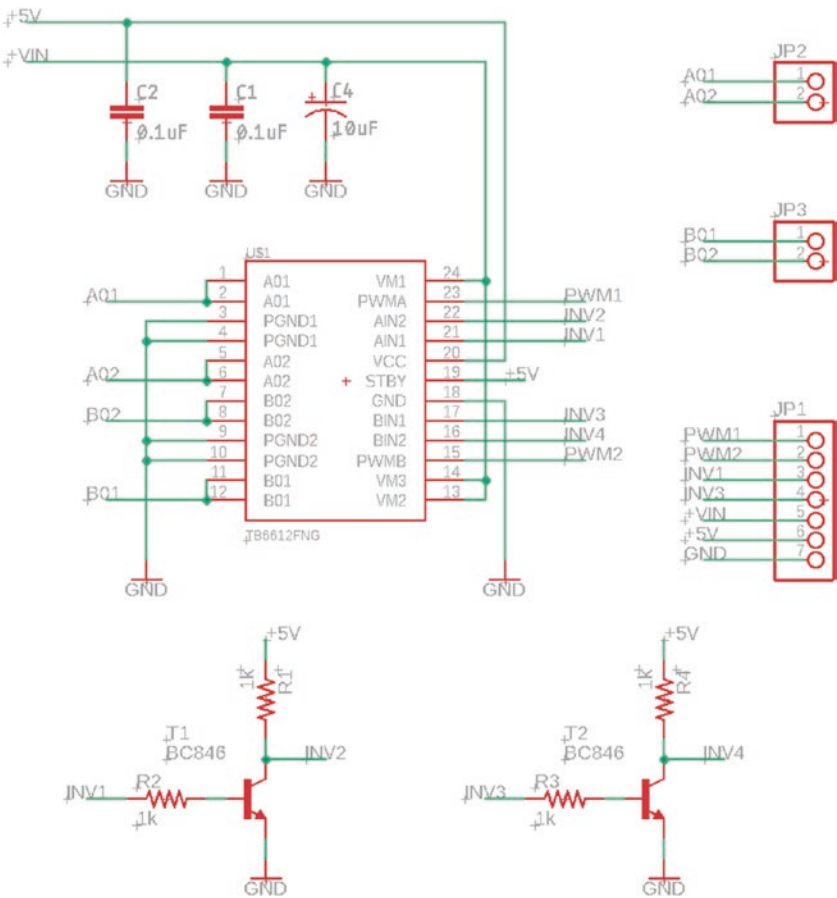 +5V
+VIN
C2
0.1uF
GND
C1
0.1uF
GND
C4
10uF
GND
JP2
A01 1
A02 2
JP3
B01 1
B02 2
U$1
1 A01
A01 2 A01
3 PGND1
4 PGND1
5 A02
A02 6 A02
7 B02
B02 8 B02
9 PGND2
10 PGND2
11 B01
B01 12 B01
VM1 24
PWMA 23 PWM1
AIN2 22 INV2
AIN1 21 INV1
VCC 20
STBY 19 +5V
GND 18
BIN1 17 INV3
BIN2 16 INV4
PWMB 15 PWM2
VM3 14
VM2 13
TB6612FNG
GND
GND
JP1
PWM1 1
PWM2 2
INV1 3
INV3 4
+VIN 5
+5V 6
GND 7
+5V
1k
R1
T1
BC846
INV2
INV1
R2
1k
GND
+5V
1k
R4
T2
BC846
INV4
INV3
R3
1k
GND